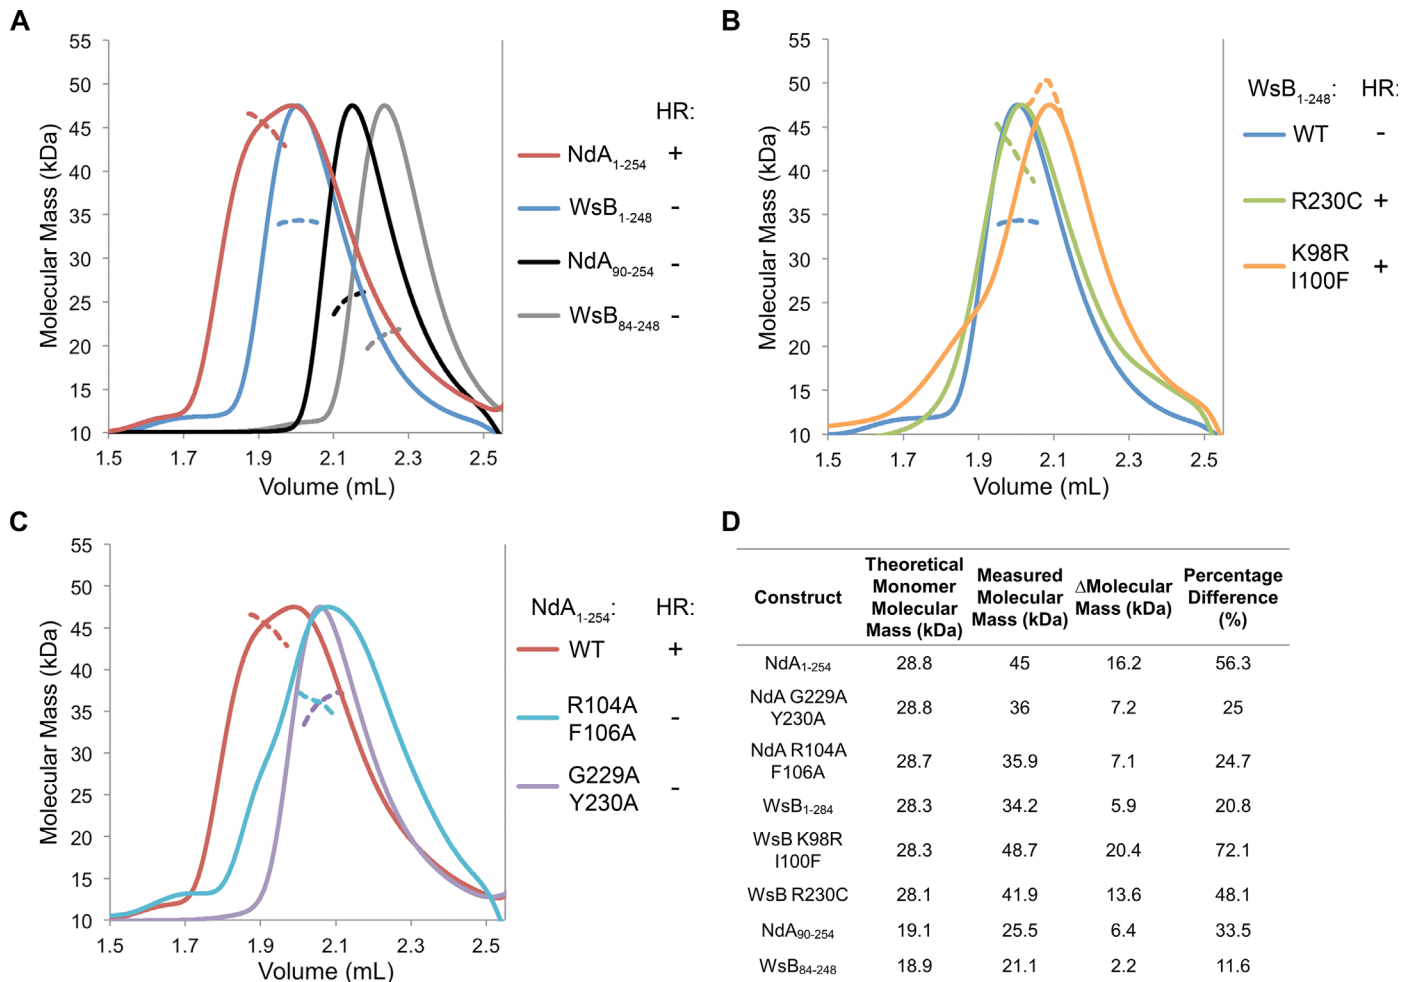 A
55
50
45
40
35
30
25
20
15
10
Molecular Mass (kDa)
1.5 1.7 1.9 2.1 2.3 2.5
Volume (mL)
HR:
NdA1-254 +
WsB1-248 -
NdA90-254 -
WsB84-248 -
B
55
50
45
40
35
30
25
20
15
10
Molecular Mass (kDa)
1.5 1.7 1.9 2.1 2.3 2.5
Volume (mL)
WsB1-248: HR:
WT -
R230C +
K98R
I100F +
C
55
50
45
40
35
30
25
20
15
10
Molecular Mass (kDa)
1.5 1.7 1.9 2.1 2.3 2.5
Volume (mL)
NdA1-254: HR:
WT +
R104A
F106A -
G229A
Y230A -
D
Construct Theoretical Monomer Molecular Mass (kDa) Measured Molecular Mass (kDa) ΔMolecular Mass (kDa) Percentage Difference (%)
NdA1-254 28.8 45 16.2 56.3
NdA G229A Y230A 28.8 36 7.2 25
NdA R104A F106A 28.7 35.9 7.1 24.7
WsB1-284 28.3 34.2 5.9 20.8
WsB K98R I100F 28.3 48.7 20.4 72.1
WsB R230C 28.1 41.9 13.6 48.1
NdA90-254 19.1 25.5 6.4 33.5
WsB84-248 18.9 21.1 2.2 11.6